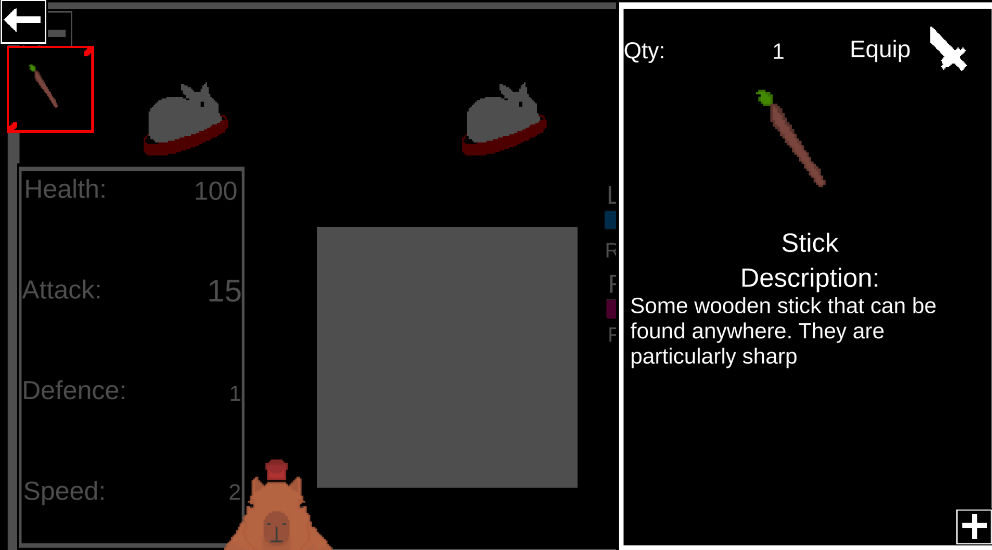 Qty: 1 Equip
Health: 100
Attack: 15
Defence: 1
Speed: 2
Stick
Description:
Some wooden stick that can be
found anywhere. They are
particularly sharp